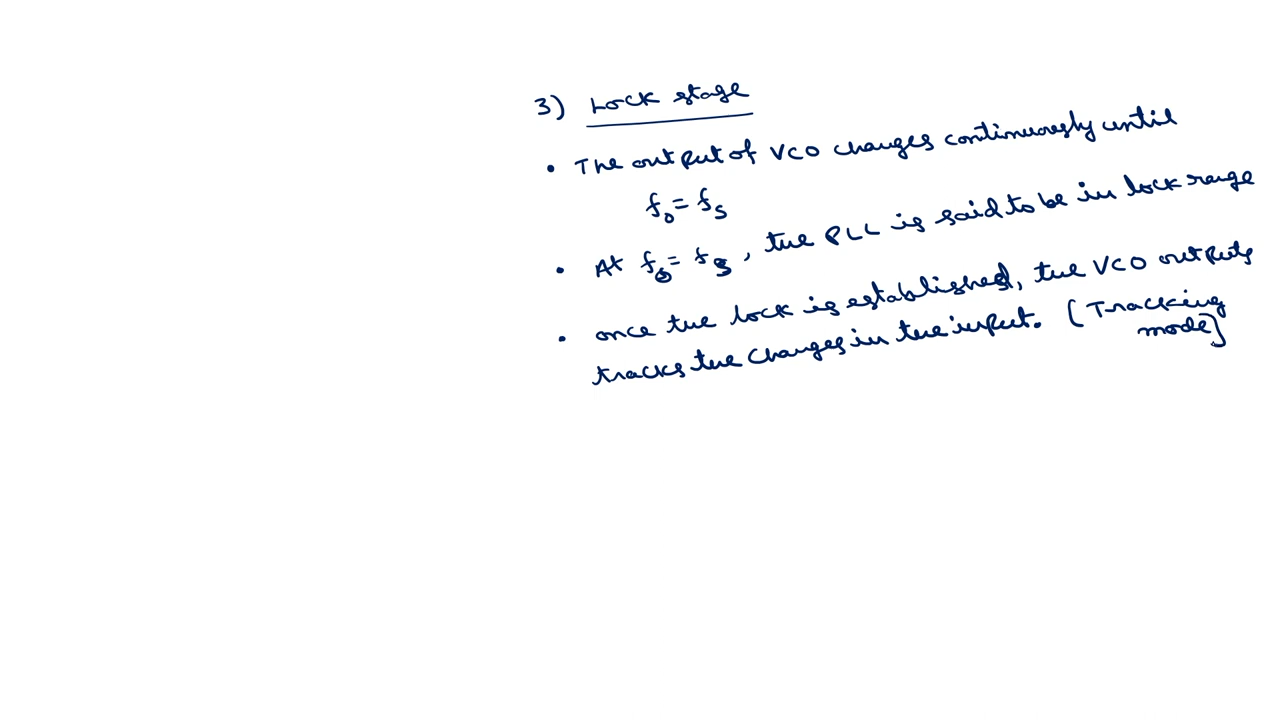 3) Lock stage
• The output of VCO changes continuously until
f₀ = fₛ
• At f₀ = fₛ, the PLL is said to be in lock range
• once the lock is established, the VCO outputs
tracks the changes in the input. (Tracking
mode)